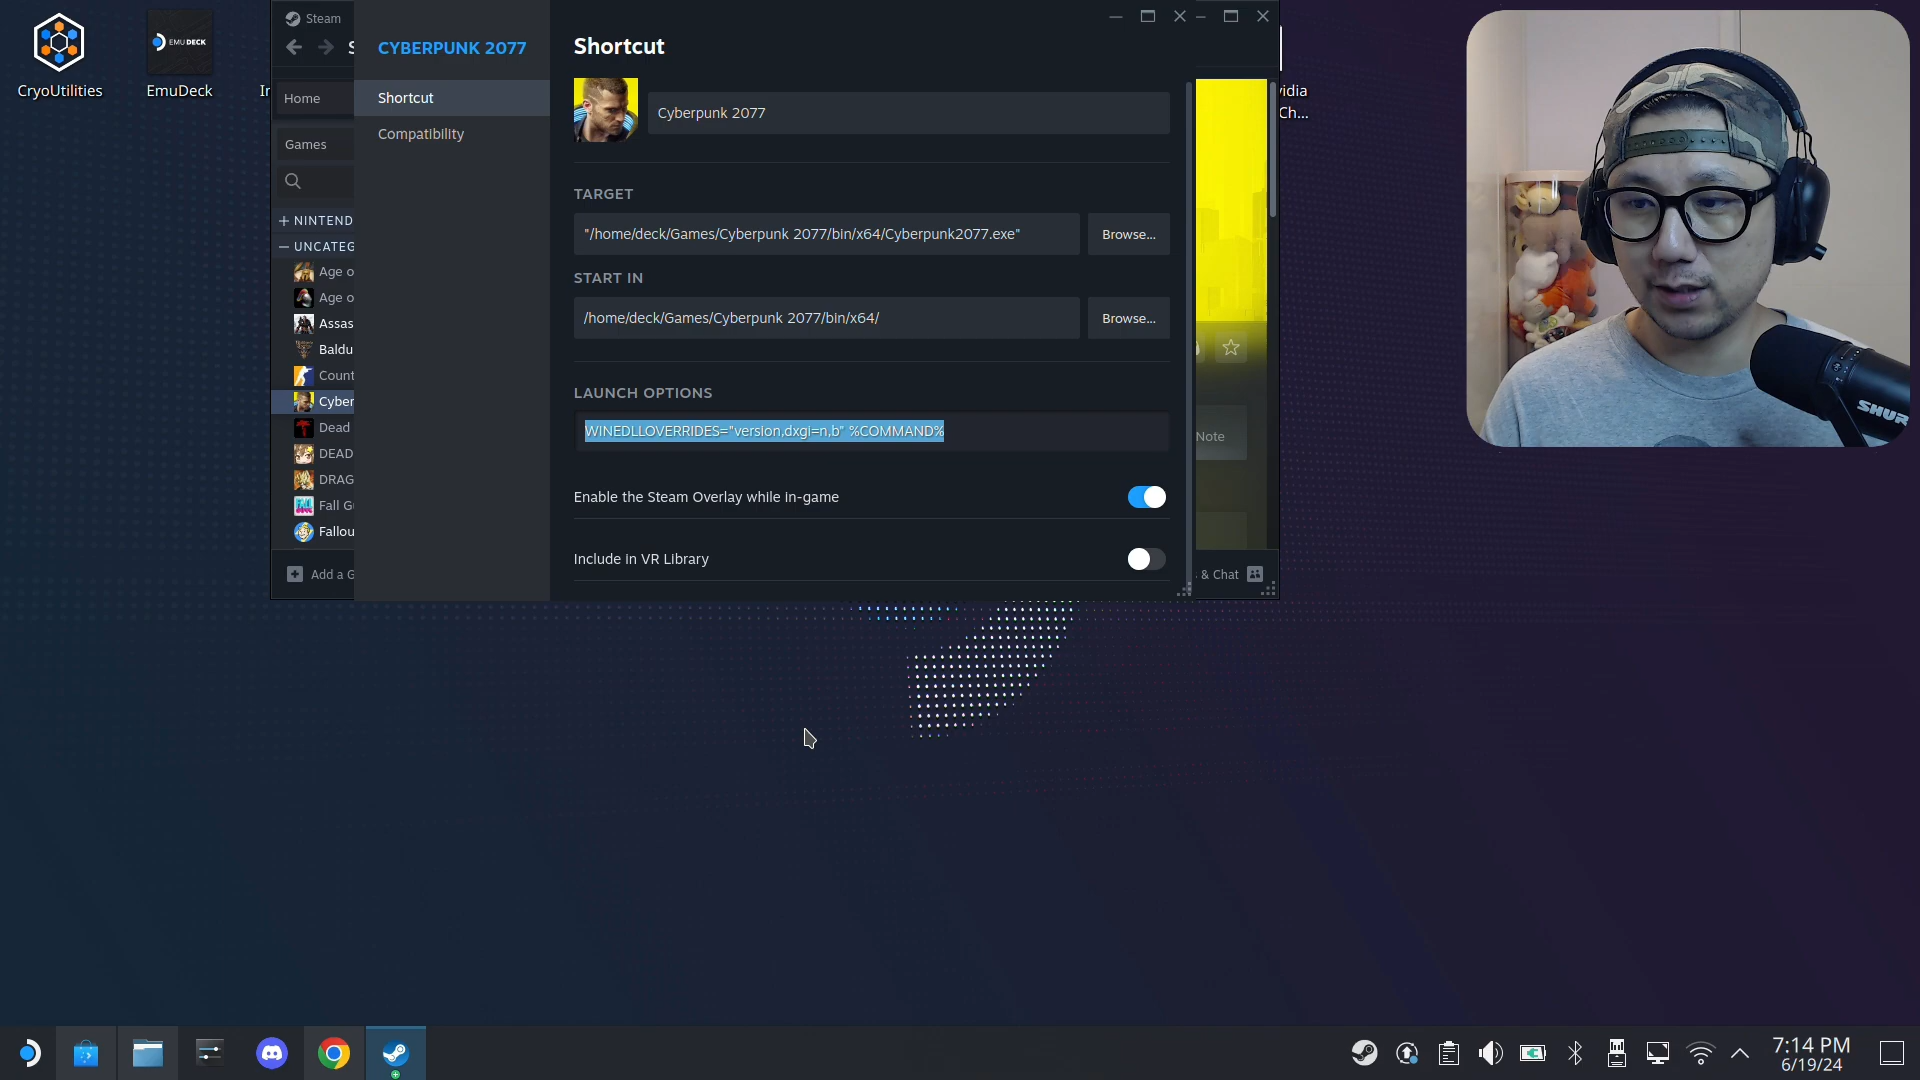 Steam
CYBERPUNK 2077
Shortcut
CryoUtilities
EMUDECK
EmuDeck
Home
Shortcut
Compatibility
Cyberpunk 2077
Games
TARGET
"/home/deck/Games/Cyberpunk 2077/bin/x64/Cyberpunk2077.exe"
Browse...
START IN
/home/deck/Games/Cyberpunk 2077/bin/x64/
Browse...
LAUNCH OPTIONS
WINEDLLOVERRIDES="version,dxgi=n,b" %COMMAND%
Enable the Steam Overlay while in-game
Include in VR Library
NINTEND
UNCATEG
Age o
Age o
Assas
Baldu
Count
Cyber
Dead
DEAD
DRAG
Fall G
Fallou
Add a G
Note
& Chat
vidia
Ch...
SHUR
7:14 PM
6/19/24